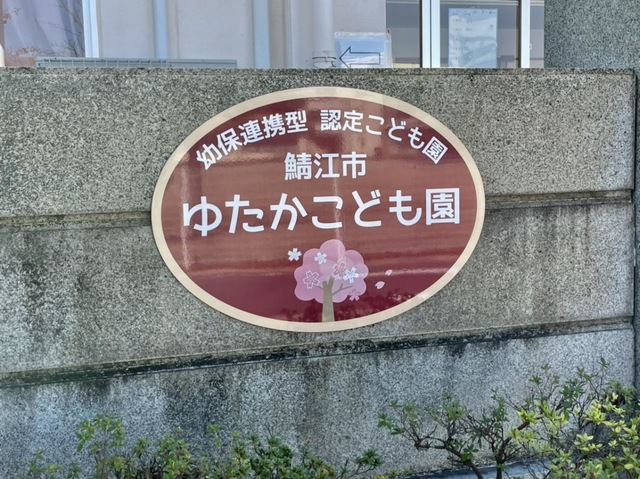 幼保連携型 認定こども園
鯖江市
ゆたかこども園